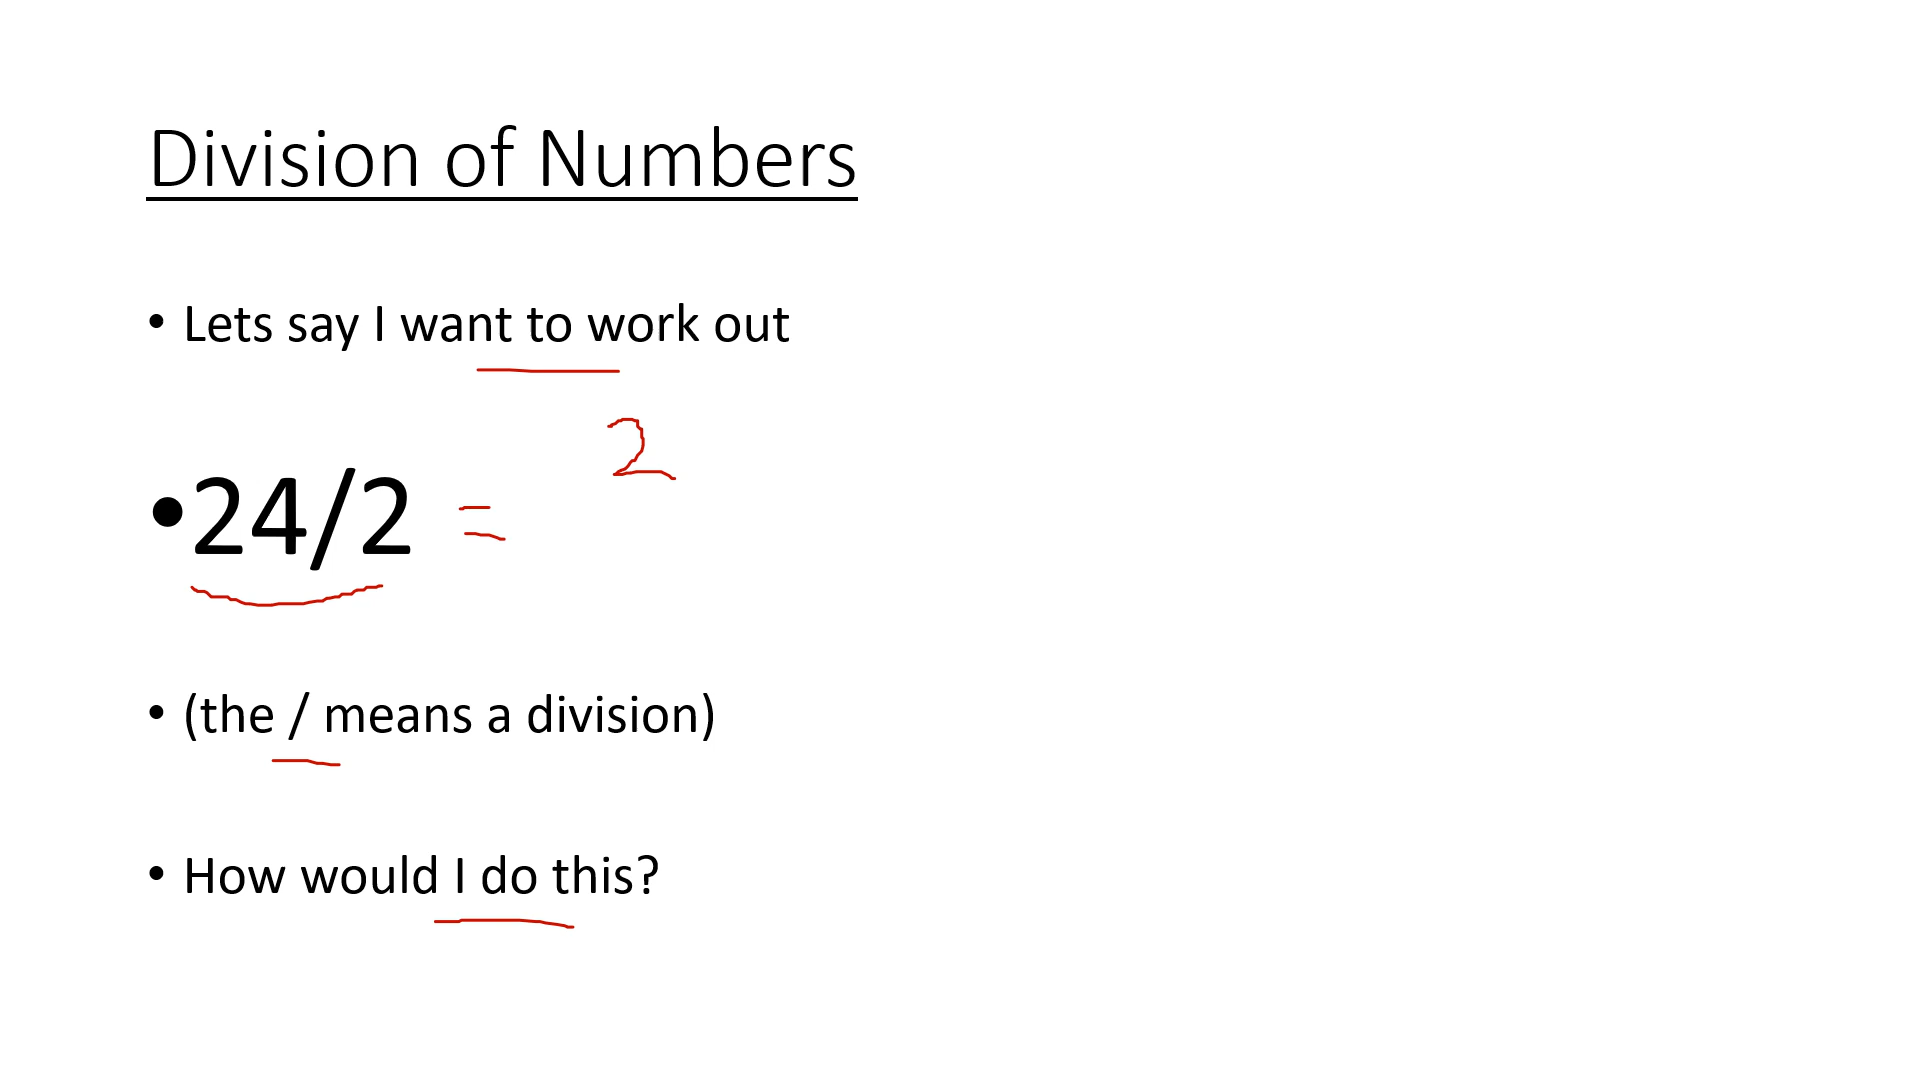 Division of Numbers
• Lets say I want to work out
2
•24/2 =
• (the / means a division)
• How would I do this?